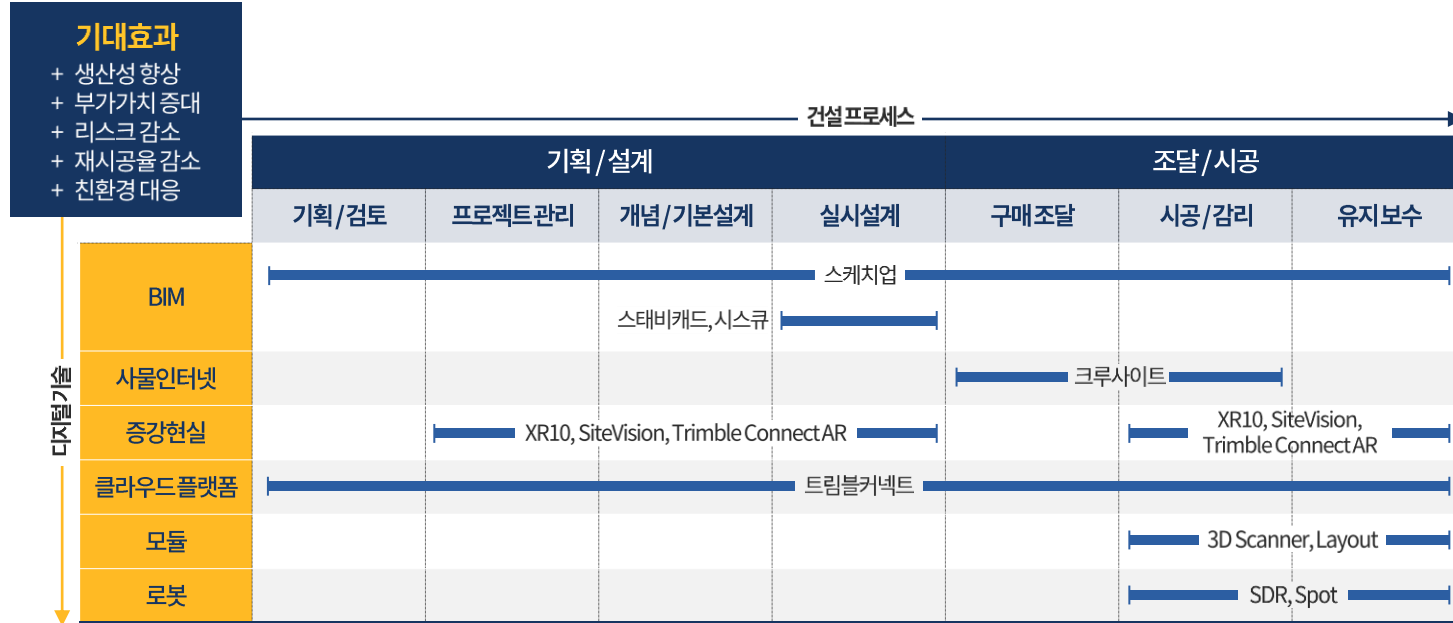 기대효과
+ 생산성 향상
+ 부가가치 증대
+ 리스크 감소
+ 재시공율 감소
+ 친환경 대응
건설 프로세스
기획 / 설계
조달 / 시공
기획 / 검토
프로젝트 관리
개념 / 기본설계
실시설계
구매 조달
시공 / 감리
유지 보수
디지털 기술
BIM
스케치업
스태비캐드, 시스큐
사물인터넷
크루사이트
증강현실
XR10, SiteVision, Trimble Connect AR
XR10, SiteVision,
Trimble Connect AR
클라우드 플랫폼
트림블커넥트
모듈
3D Scanner, Layout
로봇
SDR, Spot